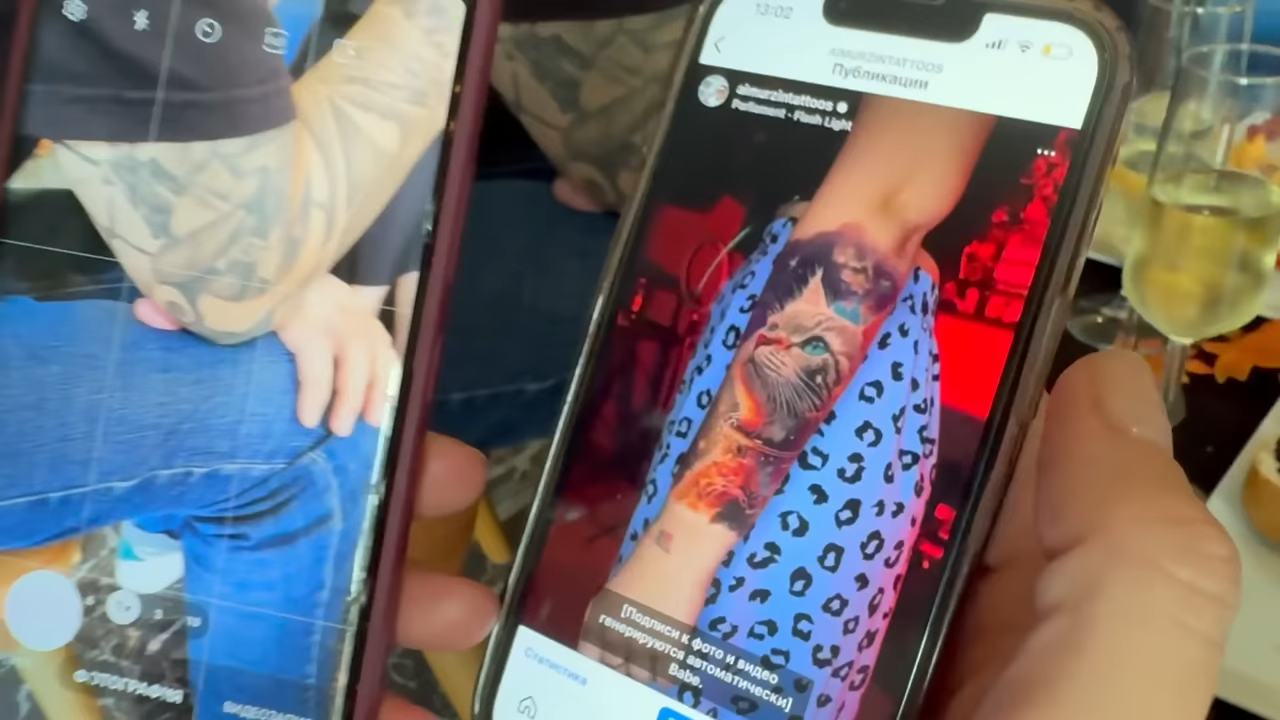 13:02
AIMURZINTATTOOS
Публикации
aimurzintattoos
Parliament · Flash Light
[Подписи к фото и видео
генерируются автоматически]
Babe.
Статистика
ФОТОГРАФИЯ